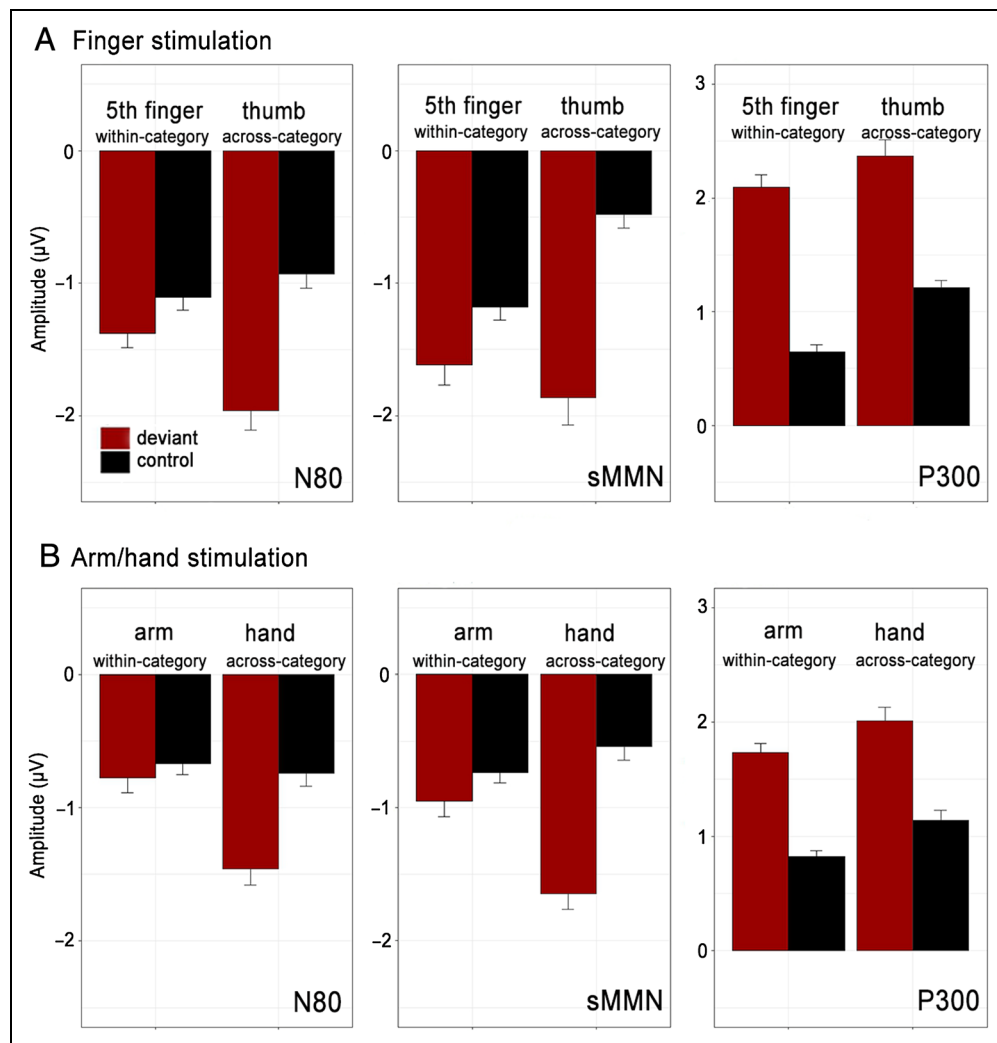 A Finger stimulation
5th finger thumb
within-category across-category
5th finger thumb
within-category across-category
5th finger thumb
within-category across-category
0
−1
−2
Amplitude (μV)
deviant
control
N80
0
−1
−2
sMMN
3
2
1
0
P300
B Arm/hand stimulation
arm hand
within-category across-category
arm hand
within-category across-category
arm hand
within-category across-category
0
−1
−2
Amplitude (μV)
N80
0
−1
−2
sMMN
3
2
1
0
P300